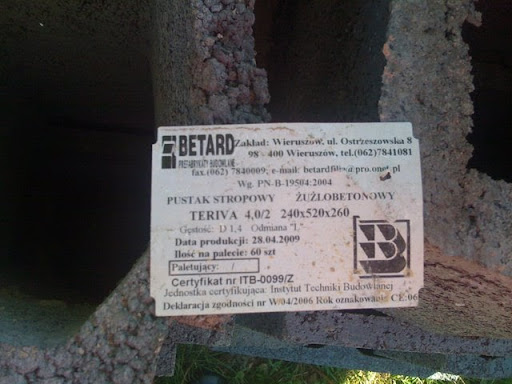 BETARD
PREFABRYKATY BUDOWLANE
Zakład: Wieruszów, ul. Ostrzeszowska 8
98-400 Wieruszów, tel.(062)7841081
fax.(062) 7840009; e-mail: betardfilia@pro.onet.pl
Wg. PN-B-19504:2004
PUSTAK STROPOWY ŻUŻLOBETONOWY
TERIVA 4,0/2 240x520x260
Gęstość: D 1,4 Odmiana "L"
Data produkcji: 28.04.2009
Ilość na palecie: 60 szt
Paletujący: /
Certyfikat nr ITB-0099/Z
Jednostka certyfikująca: Instytut Techniki Budowlanej
Deklaracja zgodności nr W/04/2006 Rok oznakowac CE:06
B